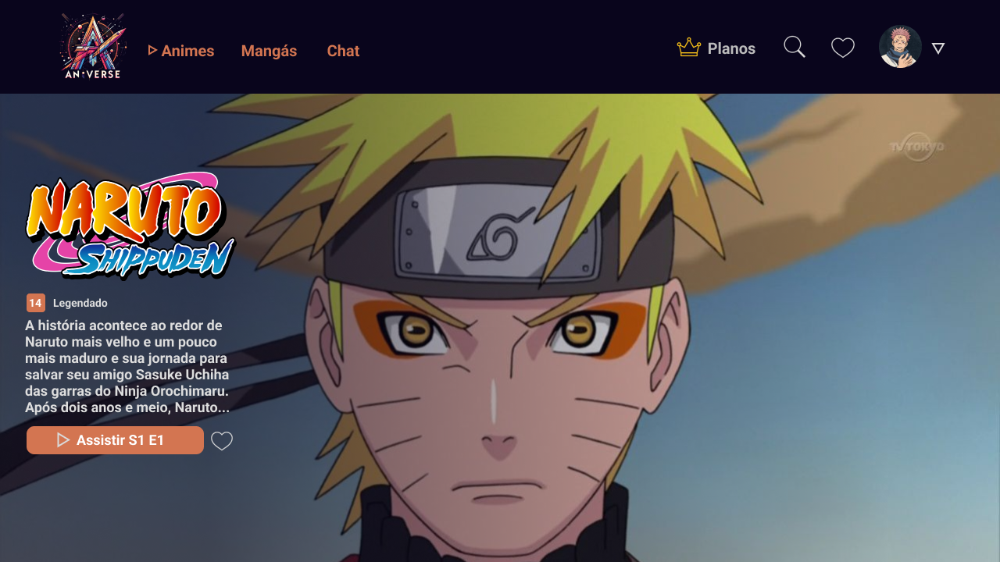 ANIVERSE
Animes Mangás Chat Planos
TV TOKYO
NARUTO
SHIPPUDEN
14 Legendado
A história acontece ao redor de
Naruto mais velho e um pouco
mais maduro e sua jornada para
salvar seu amigo Sasuke Uchiha
das garras do Ninja Orochimaru.
Após dois anos e meio, Naruto...
Assistir S1 E1